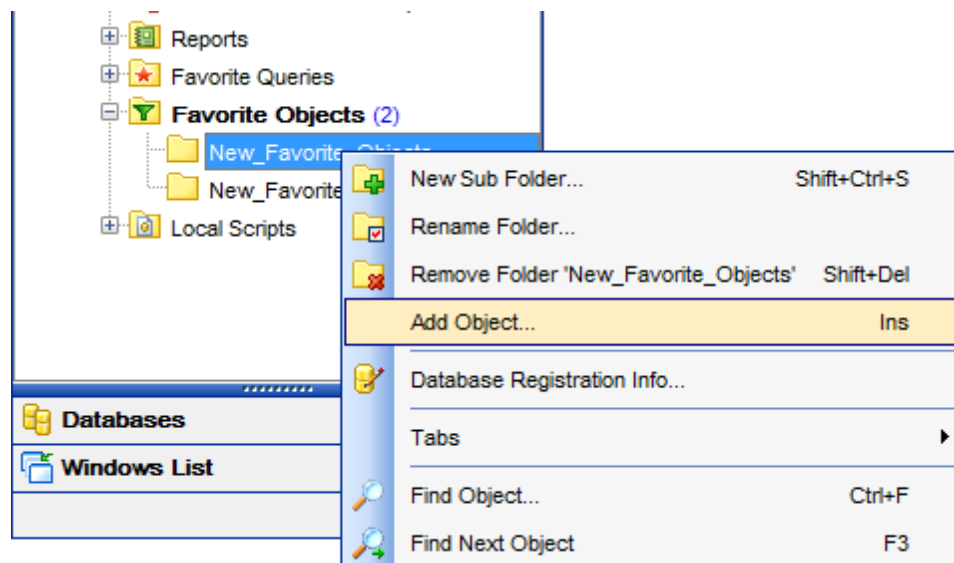 Reports
Favorite Queries
Favorite Objects (2)
New_Favorite_Objects
New_Favorite
Local Scripts
New Sub Folder... Shift+Ctrl+S
Rename Folder...
Remove Folder 'New_Favorite_Objects' Shift+Del
Add Object... Ins
Database Registration Info...
Tabs
Find Object... Ctrl+F
Find Next Object F3
Databases
Windows List